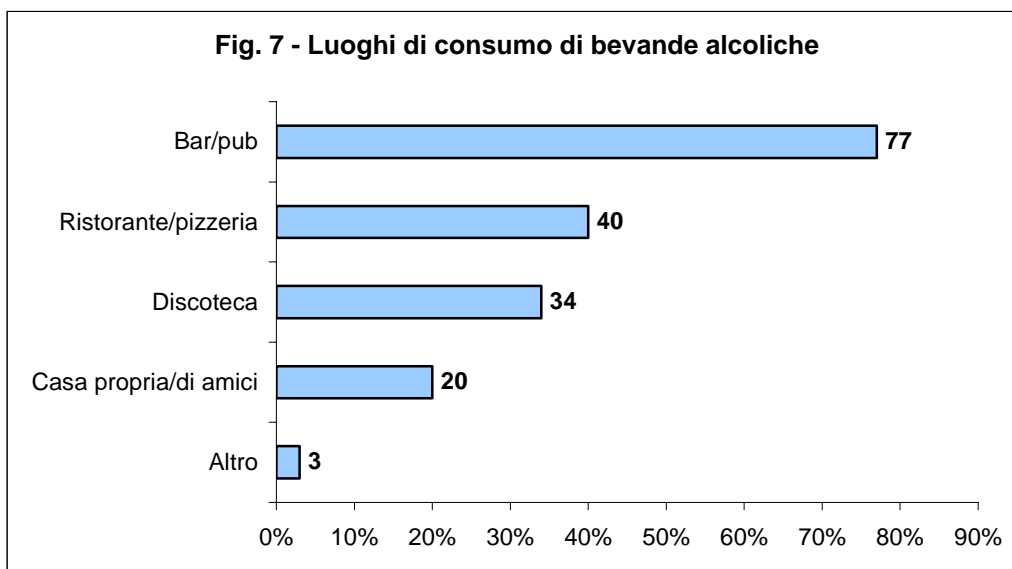 Fig. 7 - Luoghi di consumo di bevande alcoliche
Bar/pub
77
Ristorante/pizzeria
40
Discoteca
34
Casa propria/di amici
20
Altro
3
0% 10% 20% 30% 40% 50% 60% 70% 80% 90%